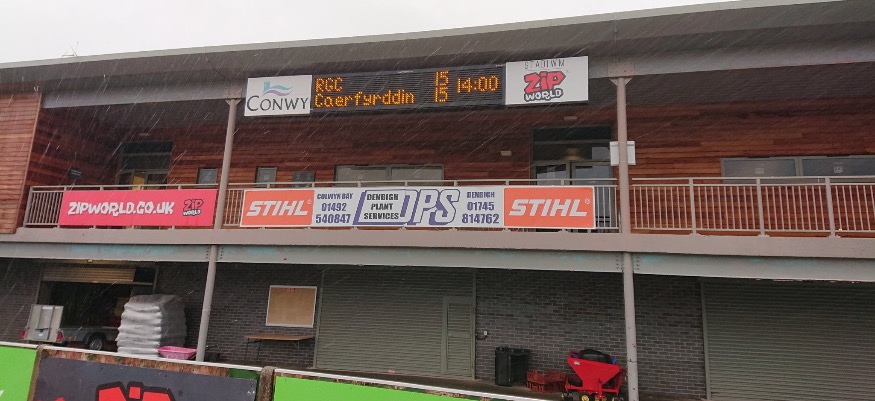 CONWY
RGC 15 14:00
Caerfyrddin 15
STADIWM
ZIP
WORLD
ZIPWORLD.CO.UK
ZIP
WORLD
STIHL
COLWYN BAY
01492
540847
DENBIGH
PLANT
SERVICES
DPS
DENBIGH
01745
814762
STIHL
ZIP